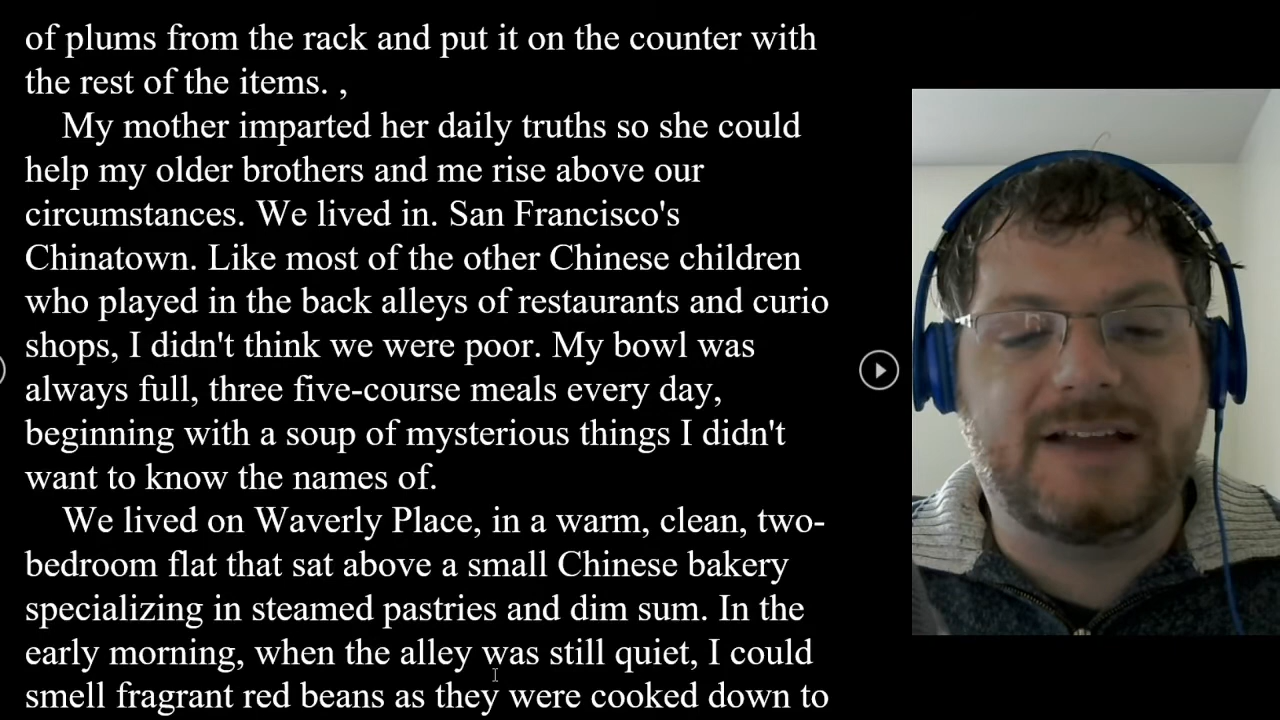 of plums from the rack and put it on the counter with
the rest of the items. ,
My mother imparted her daily truths so she could
help my older brothers and me rise above our
circumstances. We lived in. San Francisco's
Chinatown. Like most of the other Chinese children
who played in the back alleys of restaurants and curio
shops, I didn't think we were poor. My bowl was
always full, three five-course meals every day,
beginning with a soup of mysterious things I didn't
want to know the names of.
We lived on Waverly Place, in a warm, clean, two-
bedroom flat that sat above a small Chinese bakery
specializing in steamed pastries and dim sum. In the
early morning, when the alley was still quiet, I could
smell fragrant red beans as they were cooked down to